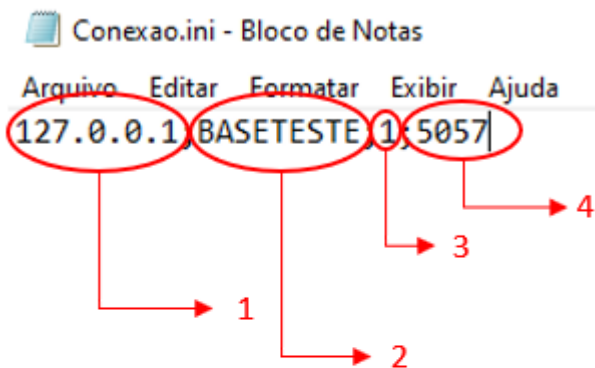 Conexao.ini - Bloco de Notas
Arquivo Editar Formatar Exibir Ajuda
127.0.0.1;BASETESTE;1;5057
4
3
1
2